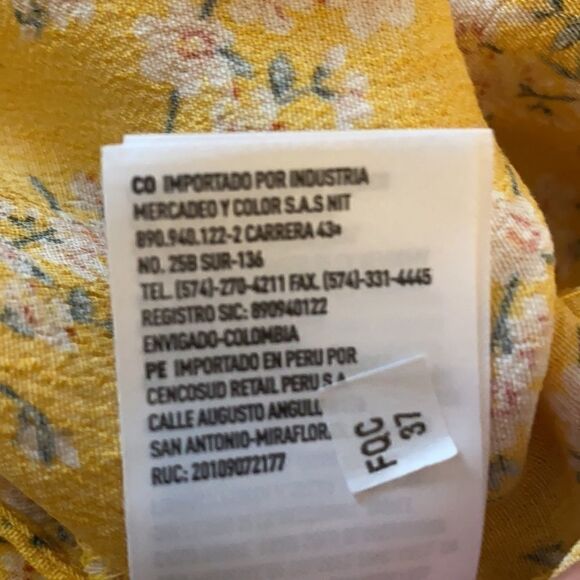 CO IMPORTADO POR INDUSTRIA
MERCADEO Y COLOR S.A.S NIT
890.940.122-2 CARRERA 43ª
NO. 25B SUR-136
TEL. (574)-270-4211 FAX. (574)-331-4445
REGISTRO SIC: 890940122
ENVIGADO-COLOMBIA
PE IMPORTADO EN PERU POR
CENCOSUD RETAIL PERU S.A
CALLE AUGUSTO ANGUL
SAN ANTONIO-MIRAFLOR
RUC: 20109072177
FQC
37